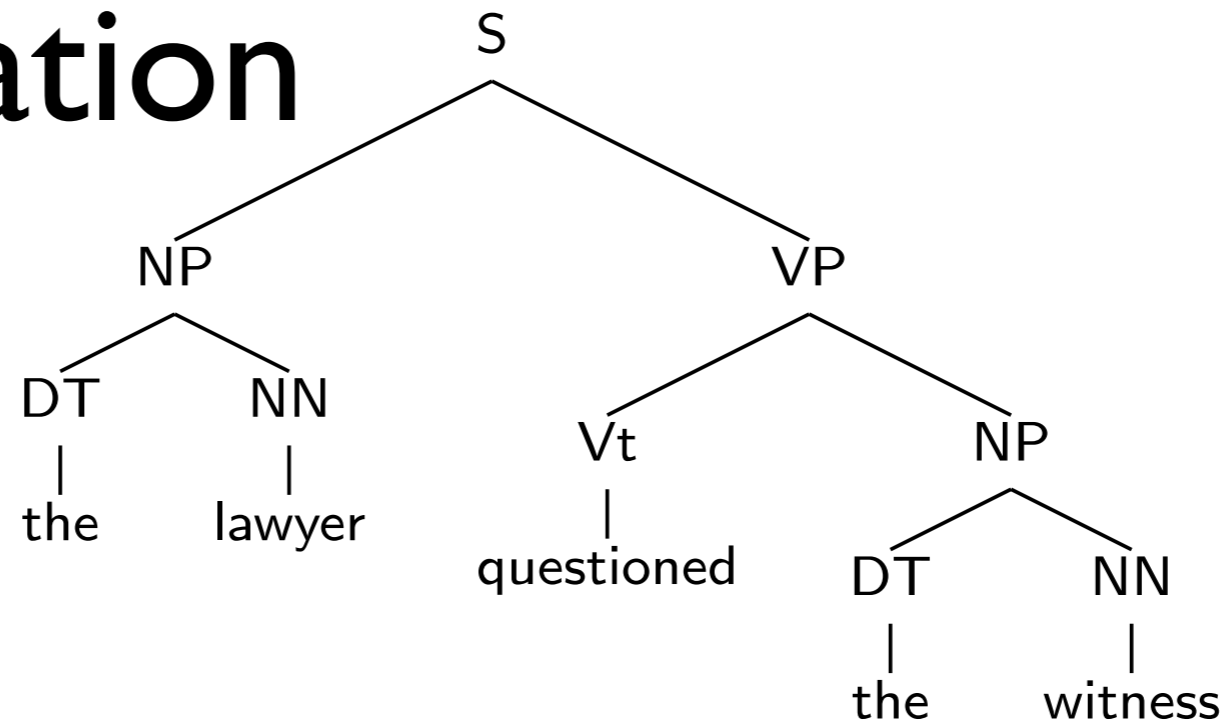 ation
S
NP VP
DT NN
Vt NP
the lawyer
questioned
DT NN
the witness